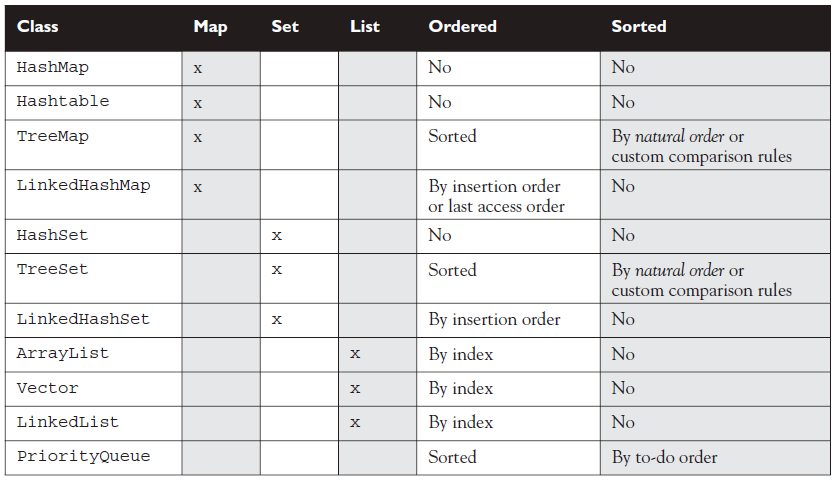 Class Map Set List Ordered Sorted
HashMap x No No
Hashtable x No No
TreeMap x Sorted By natural order or
custom comparison rules
LinkedHashMap x By insertion order No
or last access order
HashSet x No No
TreeSet x Sorted By natural order or
custom comparison rules
LinkedHashSet x By insertion order No
ArrayList x By index No
Vector x By index No
LinkedList x By index No
PriorityQueue Sorted By to-do order